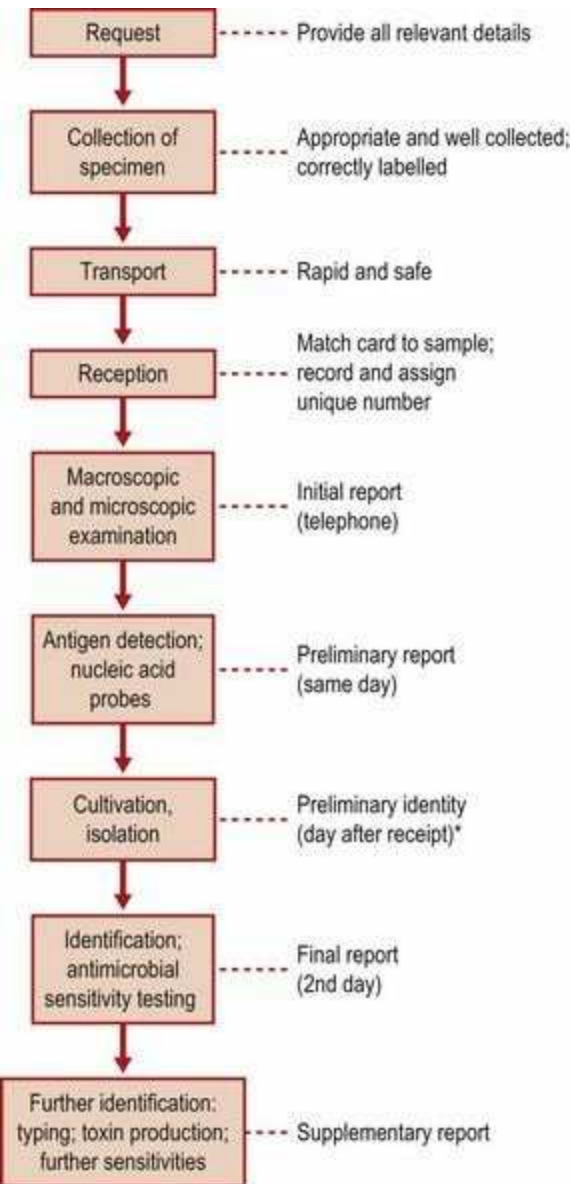 Request
Provide all relevant details
Collection of
specimen
Appropriate and well collected;
correctly labelled
Transport
Rapid and safe
Reception
Match card to sample;
record and assign
unique number
Macroscopic
and microscopic
examination
Initial report
(telephone)
Antigen detection;
nucleic acid
probes
Preliminary report
(same day)
Cultivation,
isolation
Preliminary identity
(day after receipt)*
Identification;
antimicrobial
sensitivity testing
Final report
(2nd day)
Further identification:
typing; toxin production;
further sensitivities
Supplementary report